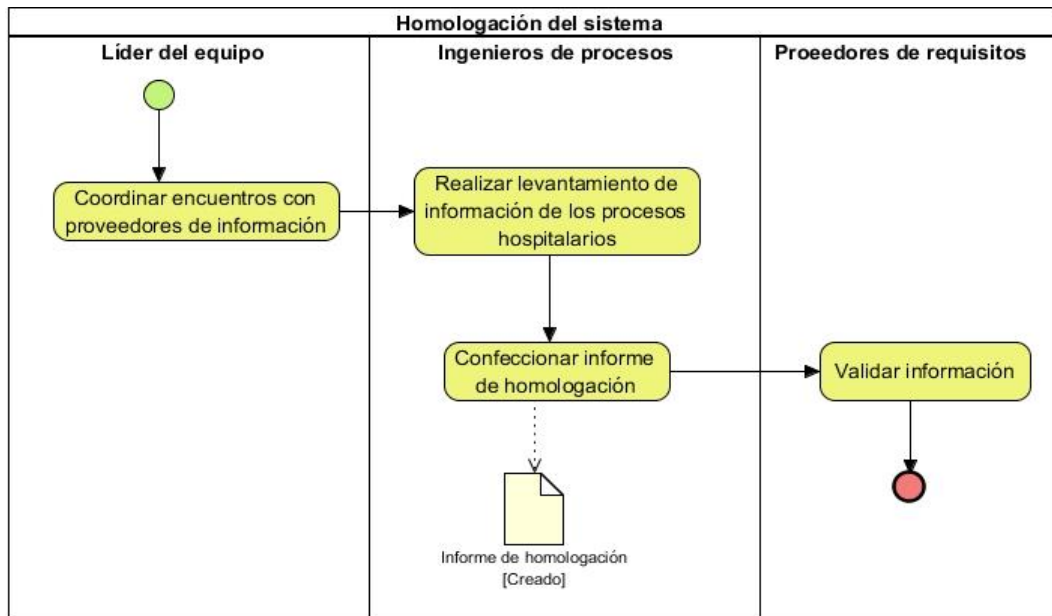 Homologación del sistema
Líder del equipo
Ingenieros de procesos
Proeedores de requisitos
Coordinar encuentros con
proveedores de información
Realizar levantamiento de
información de los procesos
hospitalarios
Confeccionar informe
de homologación
Validar información
Informe de homologación
[Creado]